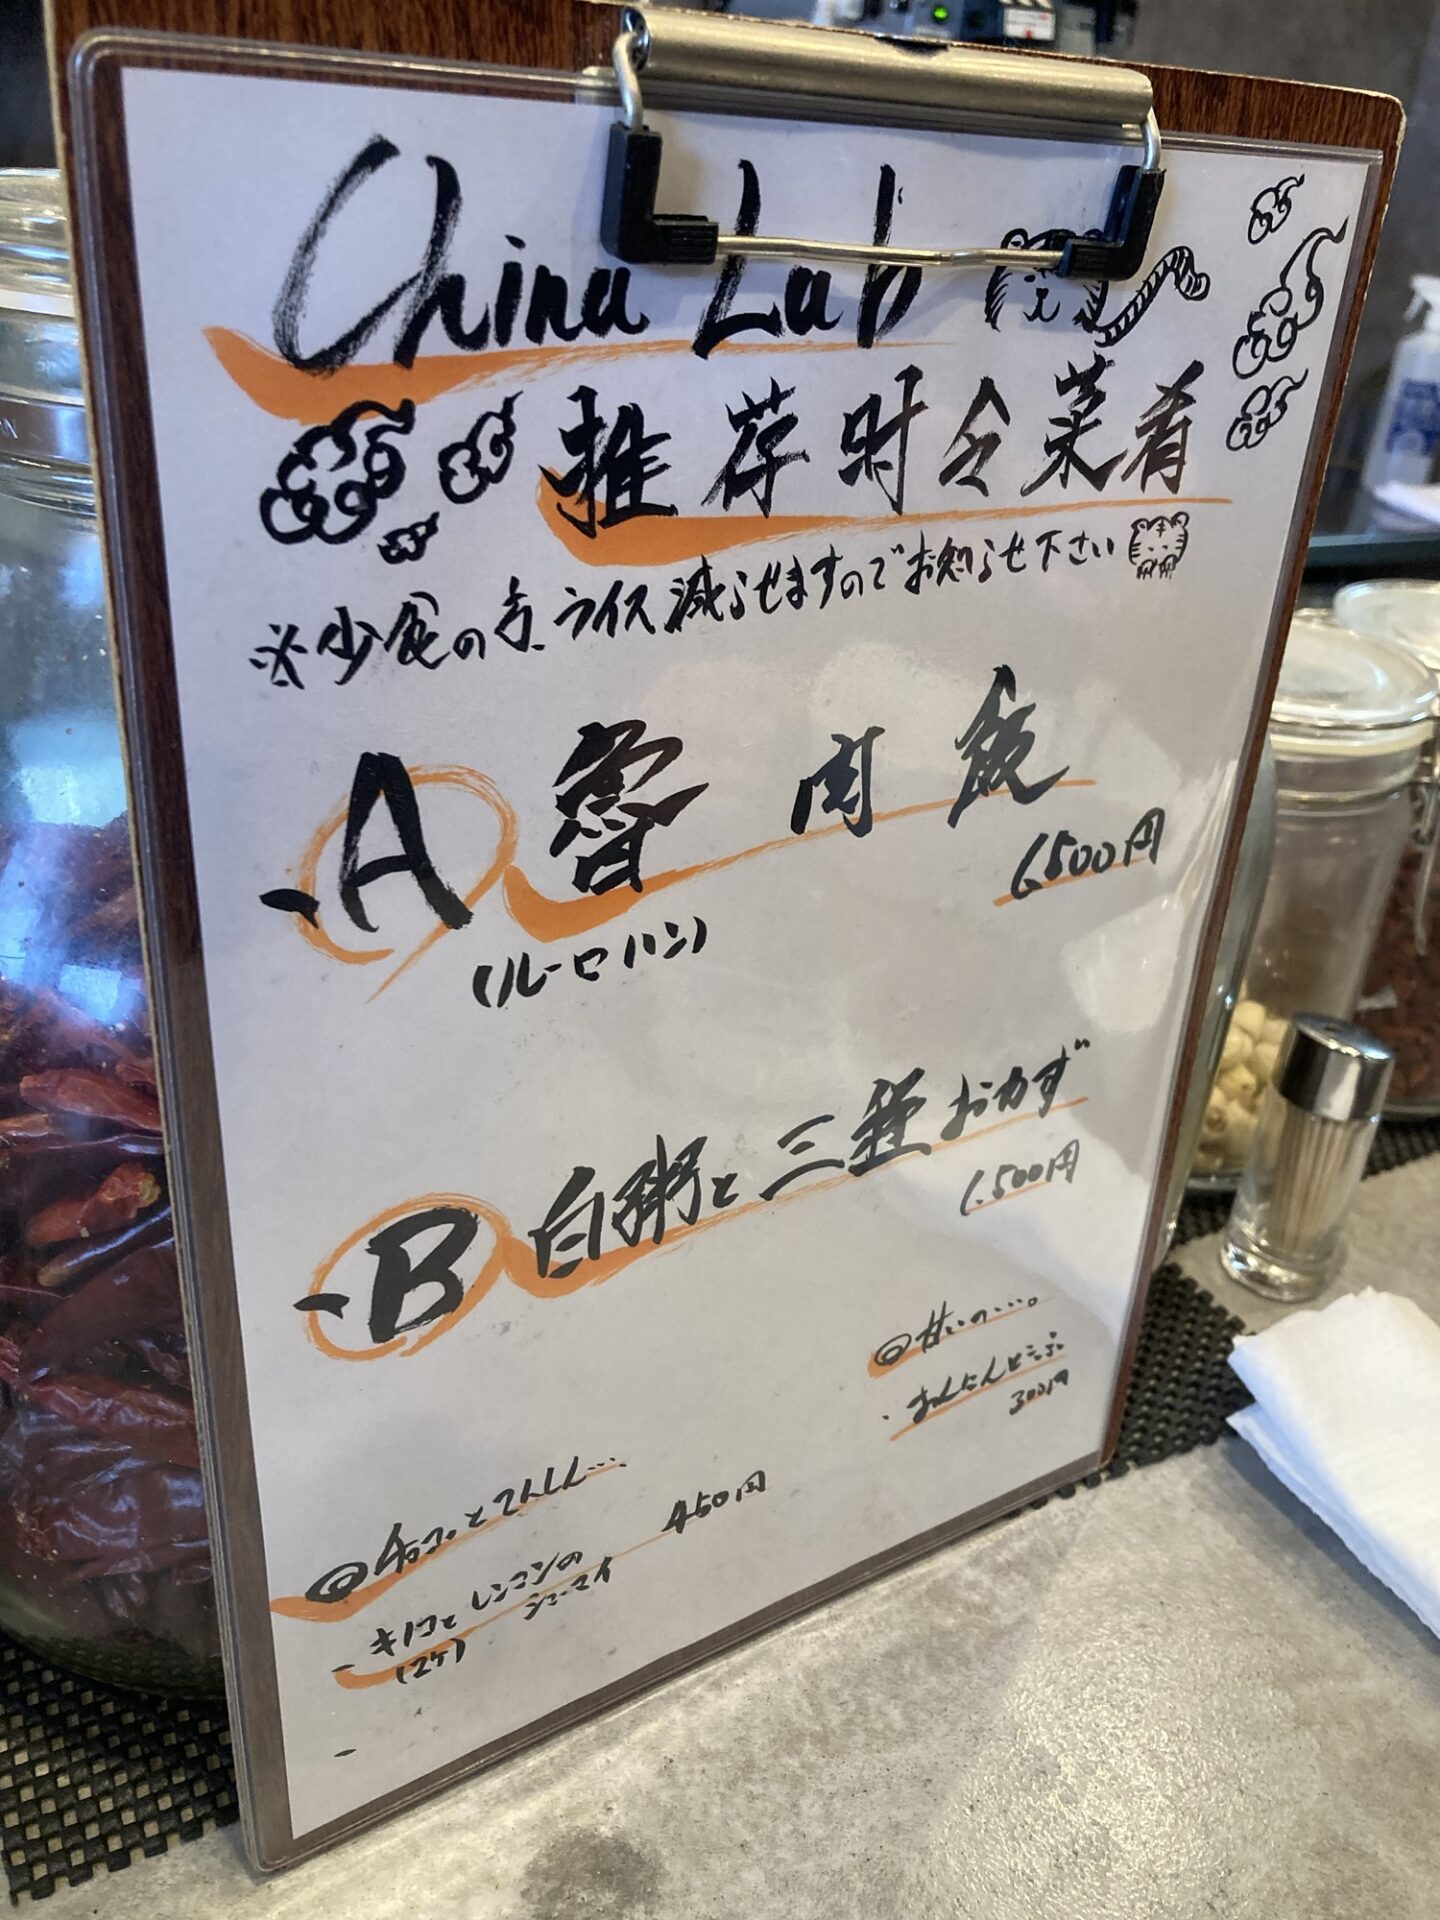 China Lab
推荐时令菜肴
※少食の方、ライス減らせますのでお知らせ下さい
・A 魯肉飯
1,500円
(ルーロハン)
・B 白粥と三種おかず
1,500円
◎甘いの…。
・あんにんどうふ
300円
◎チョコっとてんしん…
・キノコとレンコンの
シューマイ
(2ケ)
450円